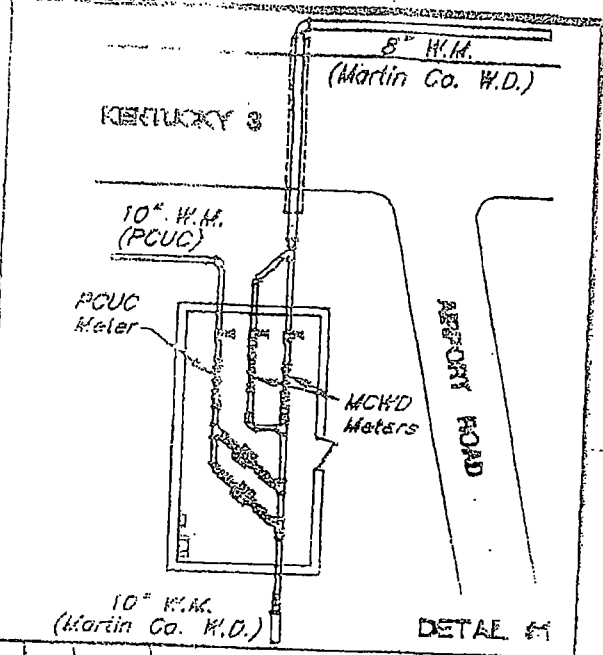 8" W.M.
(Martin Co. W.D.)
KENTUCKY 3
10" W.M.
(PCUC)
PCUC
Meter
MCWD
Meters
AIRPORT ROAD
10" W.M.
(Martin Co. W.D.)
DETAIL